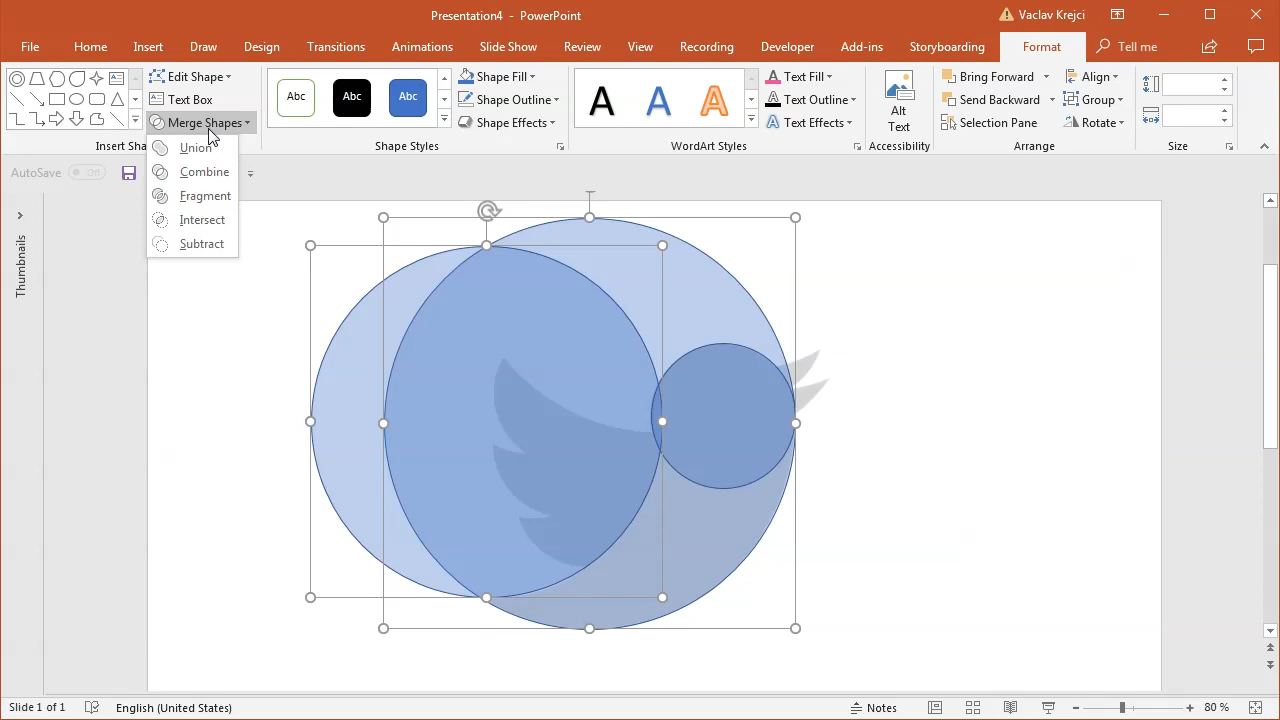 Presentation4 - PowerPoint
Vaclav Krejci
File Home Insert Draw Design Transitions Animations Slide Show Review View Recording Developer Add-ins Storyboarding Format Tell me
Edit Shape
Text
Merge Shapes
Insert Sha
Union
Combine
Fragment
Intersect
Subtract
Abc Abc Abc
Shape Fill
Shape Outline
Shape Effects
Shape Styles
A A A
Text Fill
Text Outline
Text Effects
WordArt Styles
Alt
Text
Accessibility
Bring Forward
Send Backward
Selection Pane
Align
Group
Rotate
Arrange
Size
AutoSave Off
Thumbnails
Slide 1 of 1 English (United States) Notes 80 %